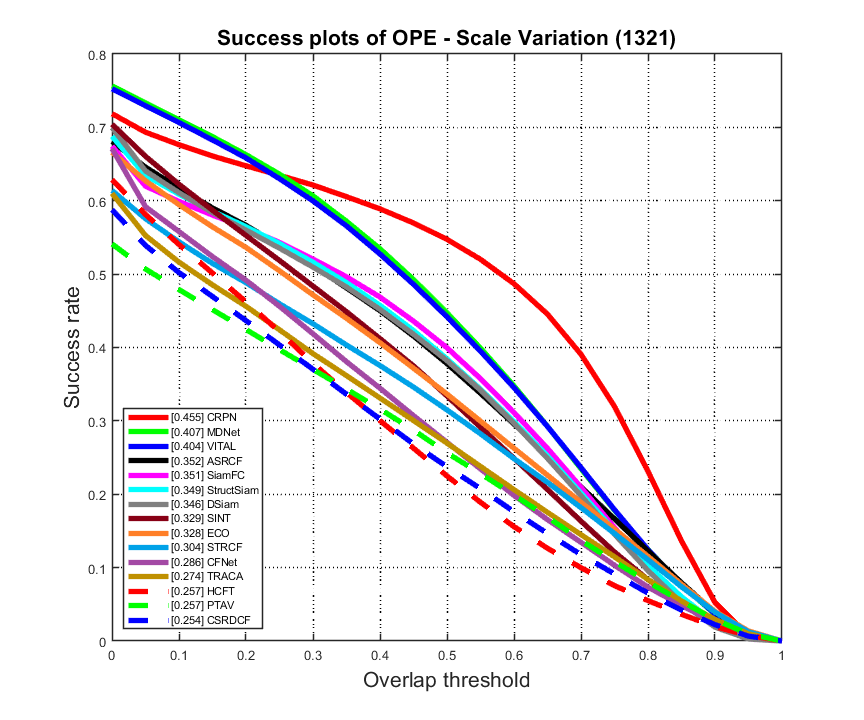 Success plots of OPE - Scale Variation (1321)
0.8
0.7
0.6
0.5
0.4
0.3
0.2
0.1
0
Success rate
[0.455] CRPN
[0.407] MDNet
[0.404] VITAL
[0.352] ASRCF
[0.351] SiamFC
[0.349] StructSiam
[0.346] DSiam
[0.329] SINT
[0.328] ECO
[0.304] STRCF
[0.286] CFNet
[0.274] TRACA
[0.257] HCFT
[0.257] PTAV
[0.254] CSRDCF
0 0.1 0.2 0.3 0.4 0.5 0.6 0.7 0.8 0.9 1
Overlap threshold